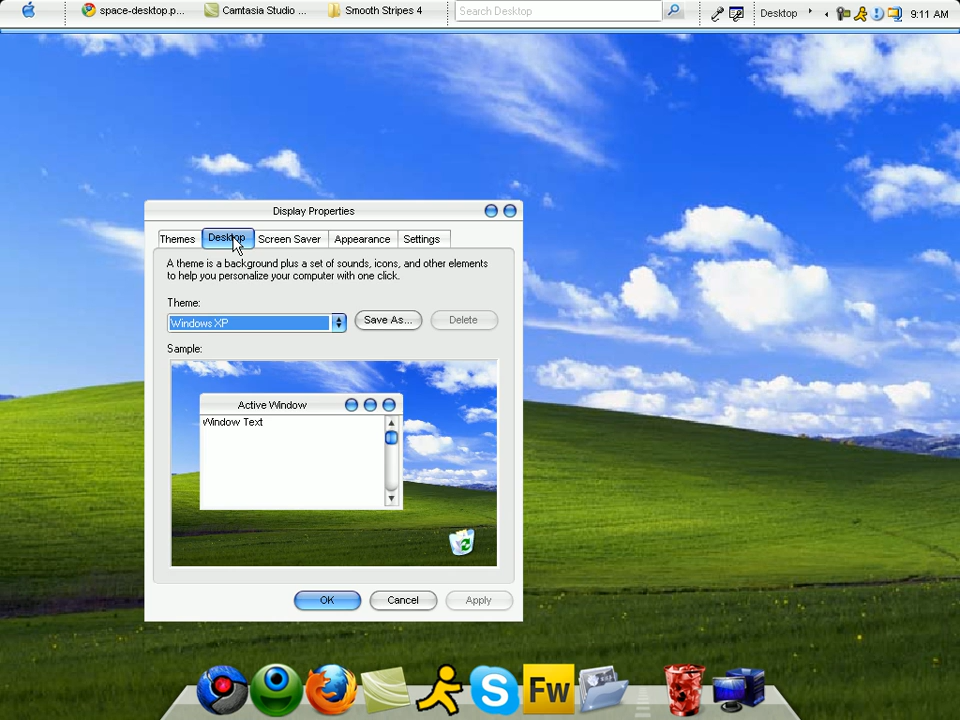 space-desktop.p... Camtasia Studio ... Smooth Stripes 4 Search Desktop Desktop 9:11 AM
Display Properties
Themes Desktop Screen Saver Appearance Settings
A theme is a background plus a set of sounds, icons, and other elements
to help you personalize your computer with one click.
Theme:
Windows XP Save As... Delete
Sample:
Active Window
Window Text
OK Cancel Apply
S Fw